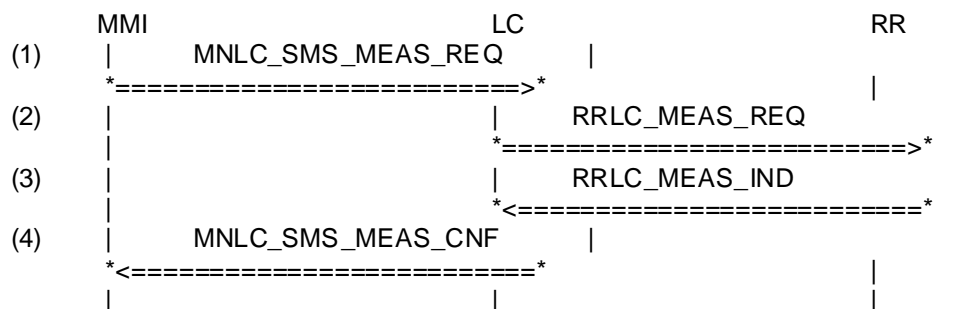 MMI LC RR
(1) | MNLC_SMS_MEAS_REQ |
*==========================>* |
(2) | | RRLC_MEAS_REQ
| *==========================>*
(3) | | RRLC_MEAS_IND
| *<==========================*
(4) | MNLC_SMS_MEAS_CNF |
*<==========================* |
| | |